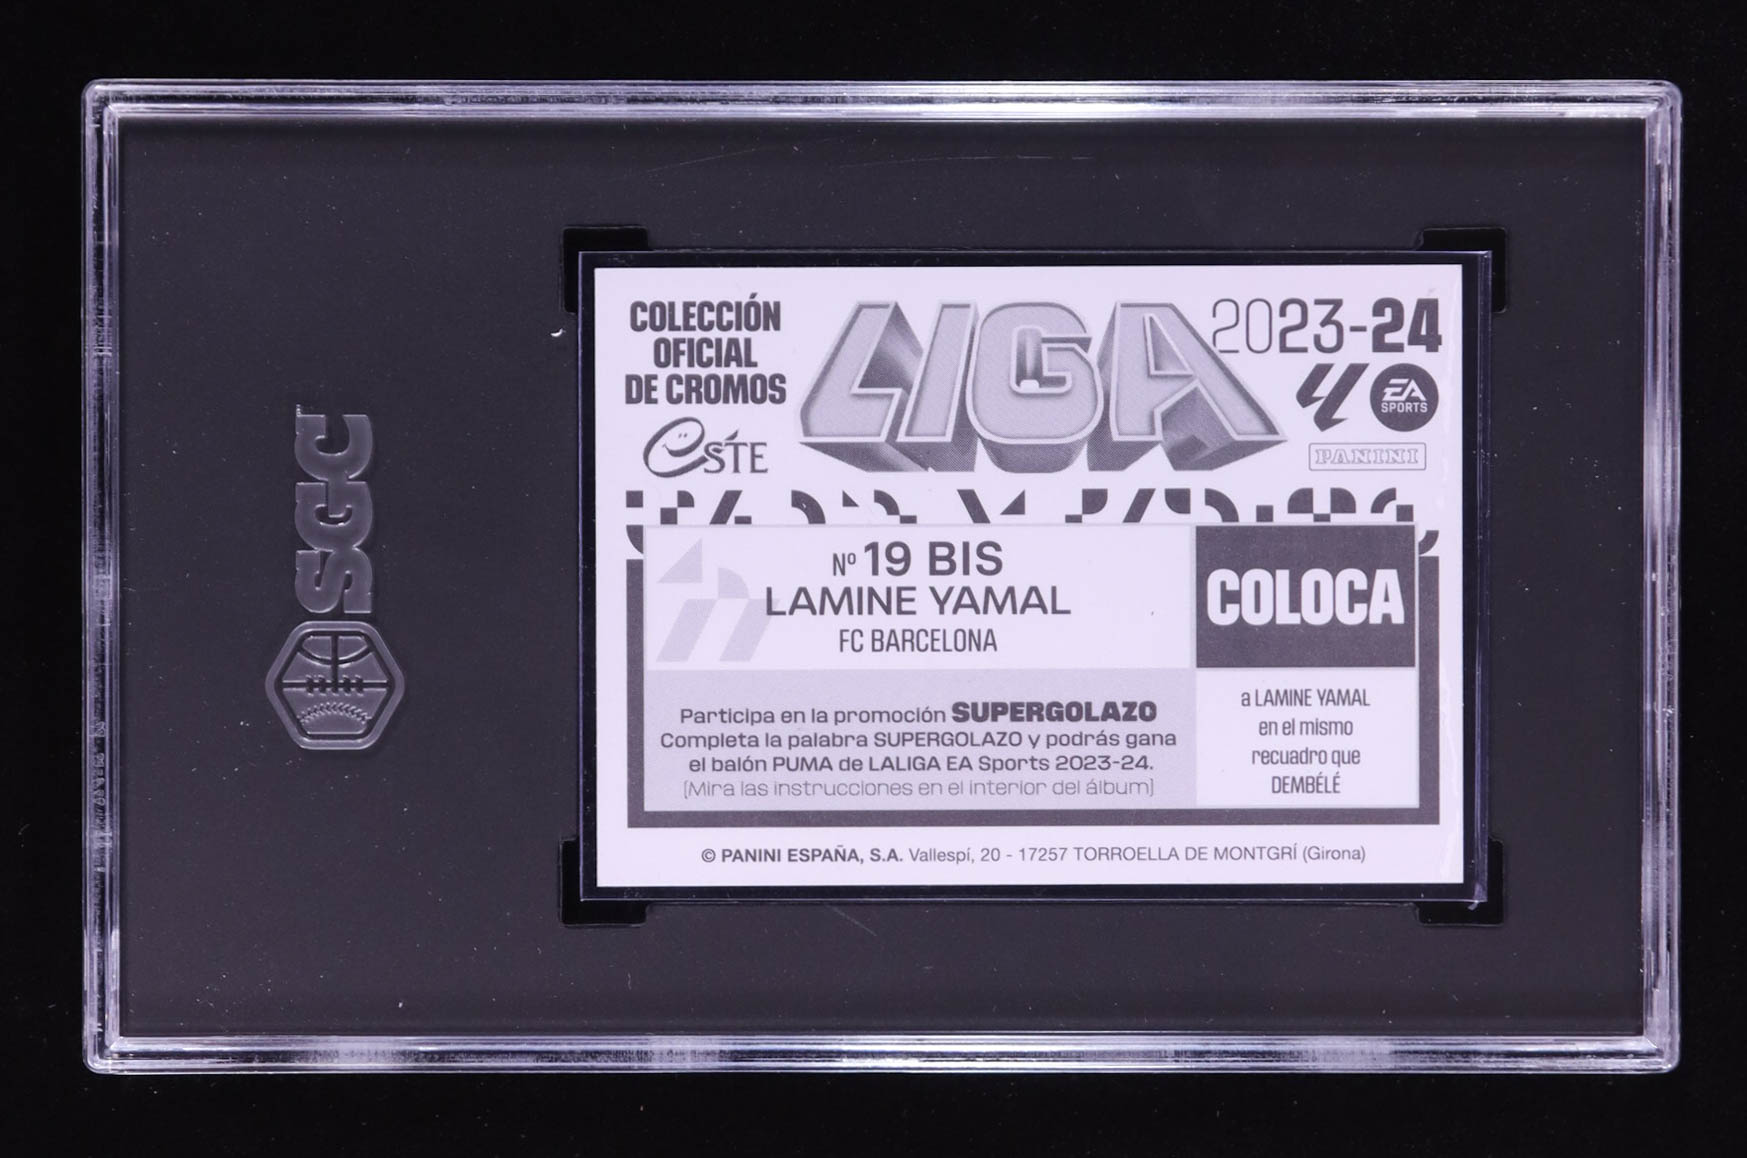 SGC
COLECCIÓN
OFICIAL
DE CROMOS
este
LIGA
2023-24
EA
SPORTS
PANINI
Nº 19 BIS
LAMINE YAMAL
FC BARCELONA
COLOCA
a LAMINE YAMAL
en el mismo
recuadro que
DEMBÉLÉ
Participa en la promoción SUPERGOLAZO
Completa la palabra SUPERGOLAZO y podrás gana
el balón PUMA de LALIGA EA Sports 2023-24.
(Mira las instrucciones en el interior del álbum)
© PANINI ESPAÑA, S.A. Vallespí, 20 - 17257 TORROELLA DE MONTGRÍ (Girona)